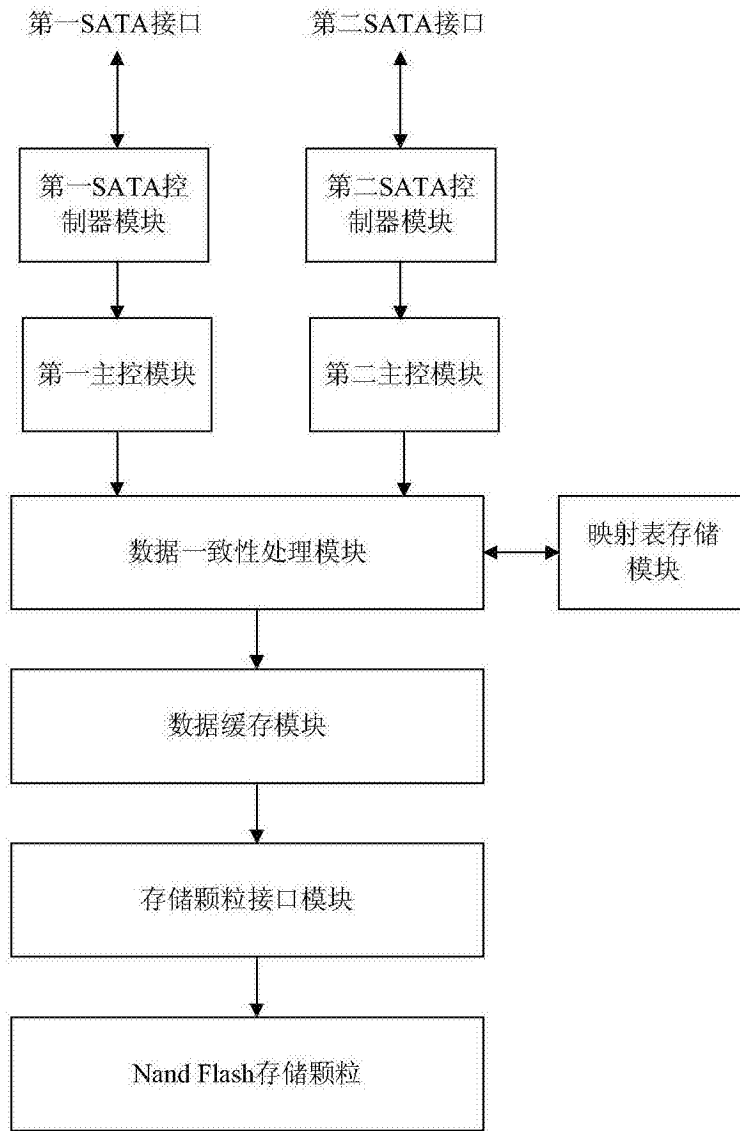 第一SATA接口
第二SATA接口
第一SATA控
制器模块
第二SATA控
制器模块
第一主控模块
第二主控模块
数据一致性处理模块
映射表存储
模块
数据缓存模块
存储颗粒接口模块
Nand Flash存储颗粒